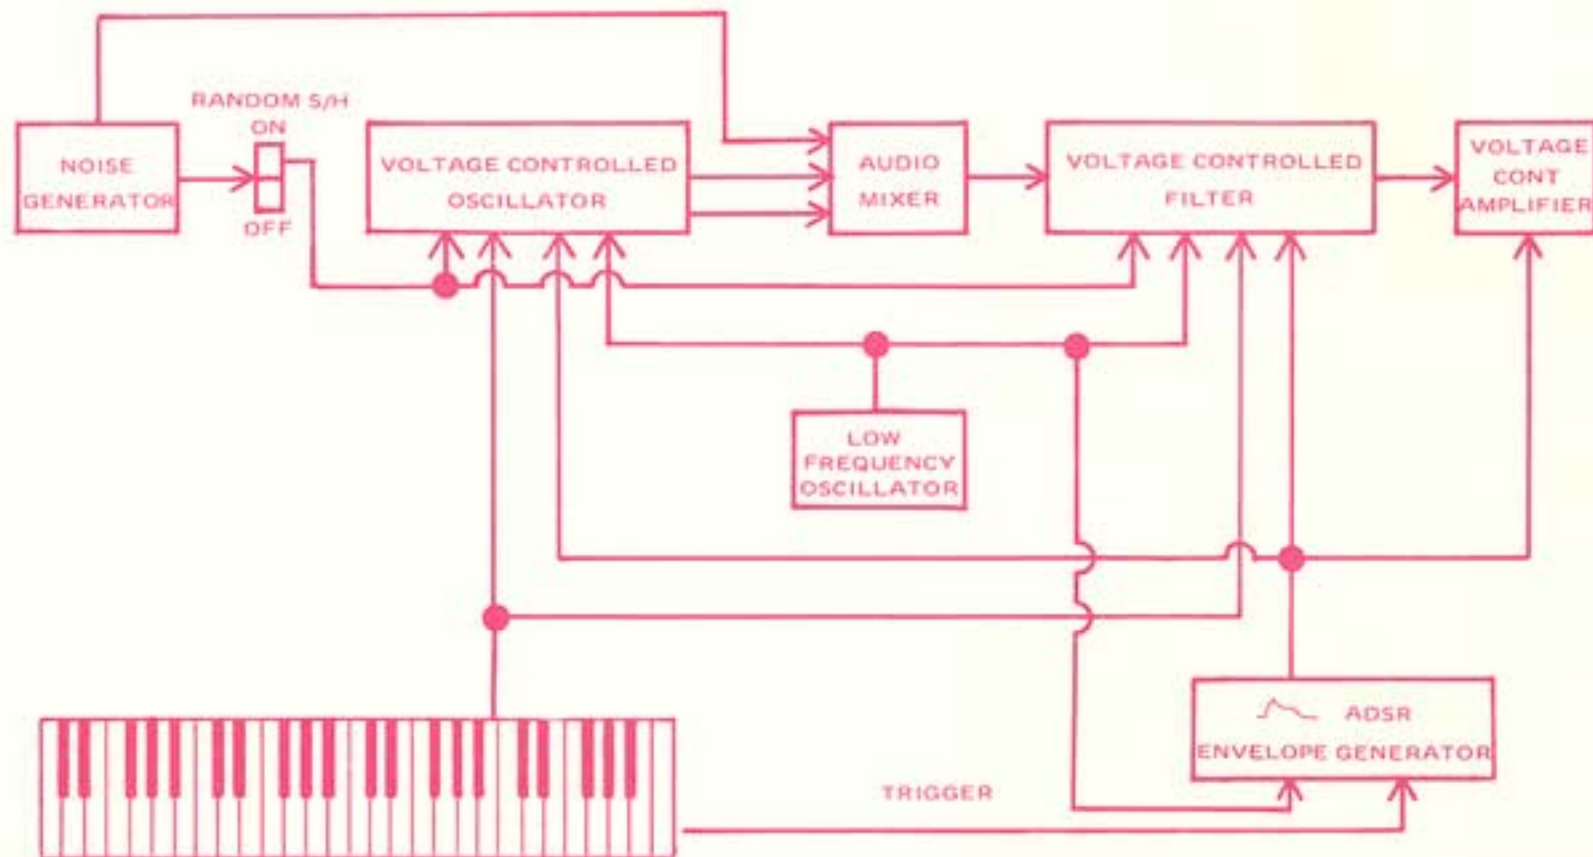 RANDOM S/H
ON
OFF
NOISE
GENERATOR
VOLTAGE CONTROLLED
OSCILLATOR
AUDIO
MIXER
VOLTAGE CONTROLLED
FILTER
VOLTAGE
CONT
AMPLIFIER
LOW
FREQUENCY
OSCILLATOR
ADSR
ENVELOPE GENERATOR
TRIGGER